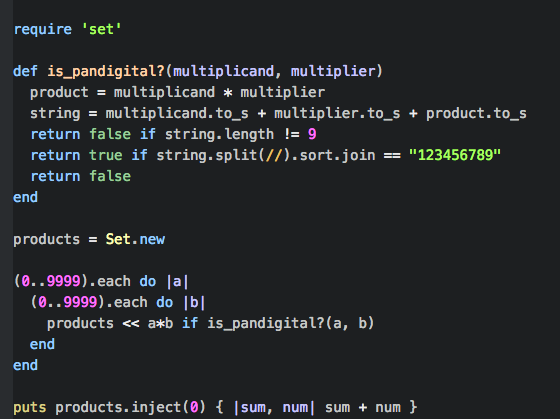 require 'set'
def is_pandigital?(multiplicand, multiplier)
  product = multiplicand * multiplier
  string = multiplicand.to_s + multiplier.to_s + product.to_s
  return false if string.length != 9
  return true if string.split(//).sort.join == "123456789"
  return false
end
products = Set.new
(0..9999).each do |a|
  (0..9999).each do |b|
    products << a*b if is_pandigital?(a, b)
  end
end
puts products.inject(0) { |sum, num| sum + num }